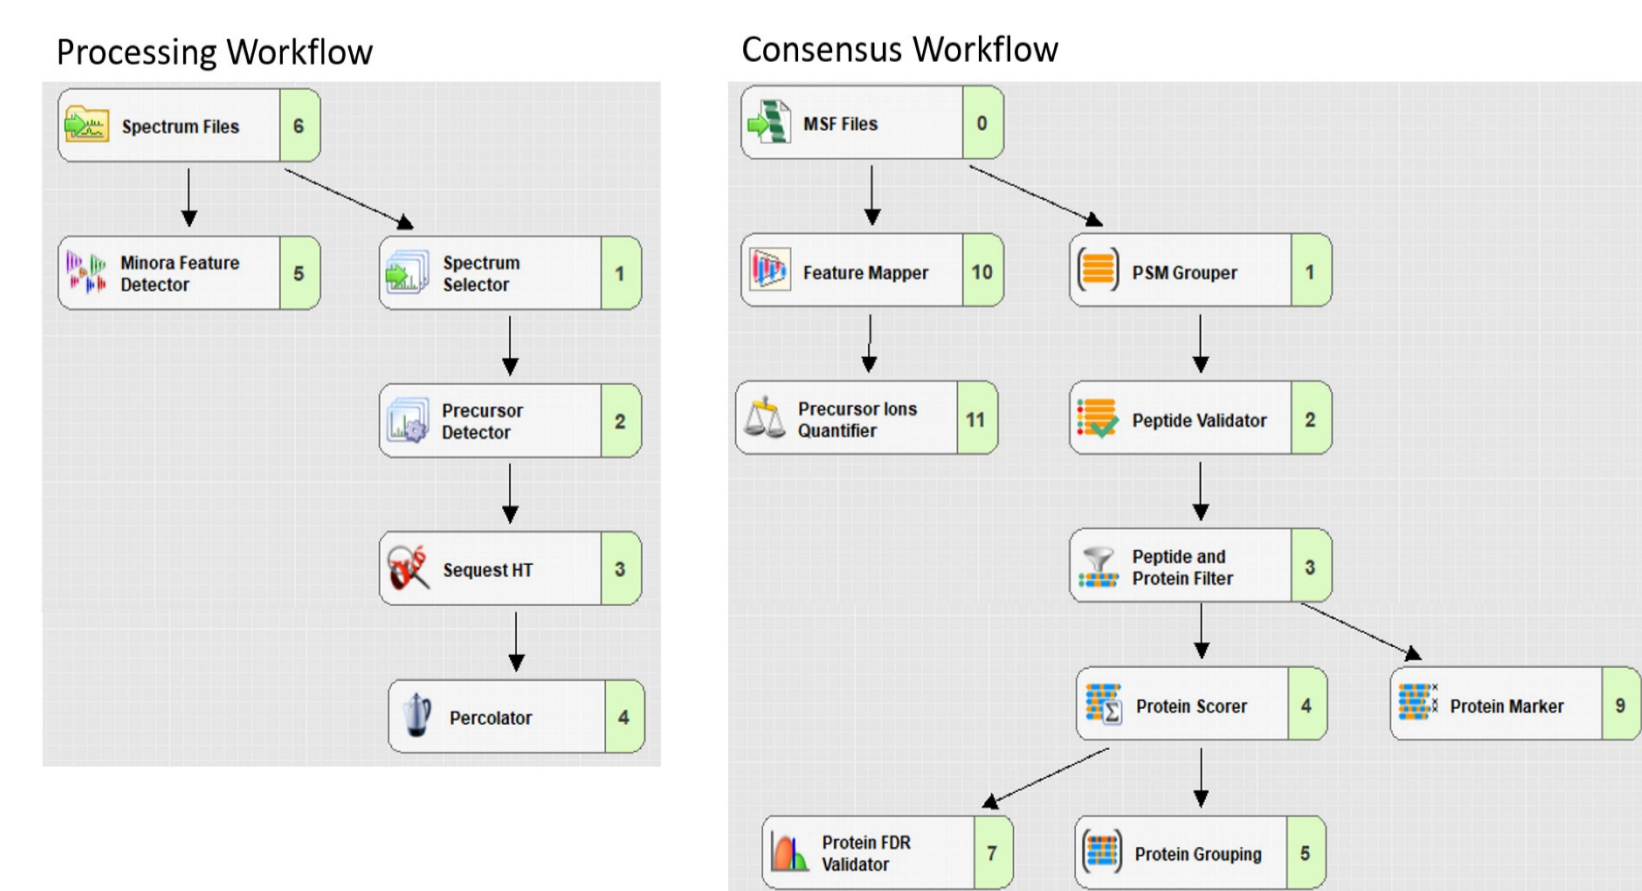 Processing Workflow
Spectrum Files 6
Minora Feature
Detector 5
Spectrum
Selector 1
Precursor
Detector 2
Sequest HT 3
Percolator 4
Consensus Workflow
MSF Files 0
Feature Mapper 10
PSM Grouper 1
Precursor Ions
Quantifier 11
Peptide Validator 2
Peptide and
Protein Filter 3
Protein Scorer 4
Protein Marker 9
Protein FDR
Validator 7
Protein Grouping 5